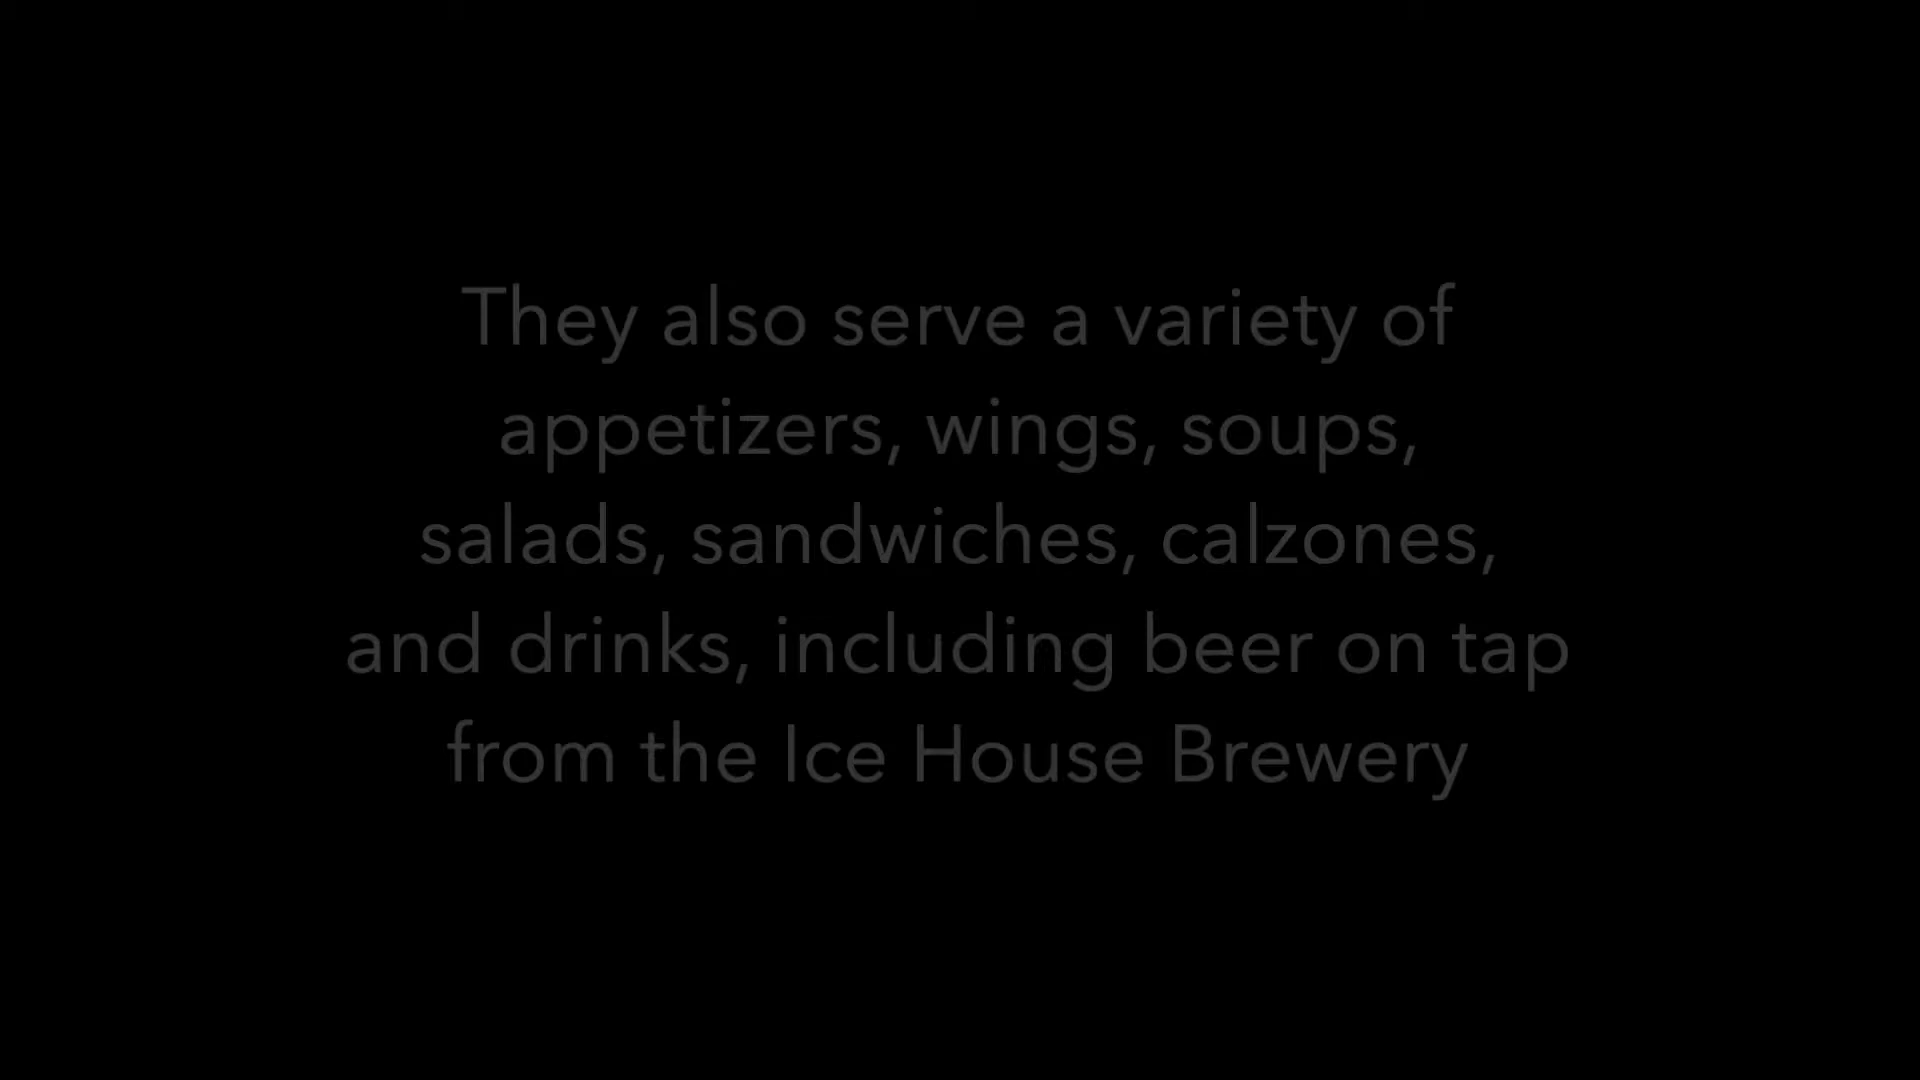 They also serve a variety of
appetizers, wings, soups,
salads, sandwiches, calzones,
and drinks, including beer on tap
from the Ice House Brewery